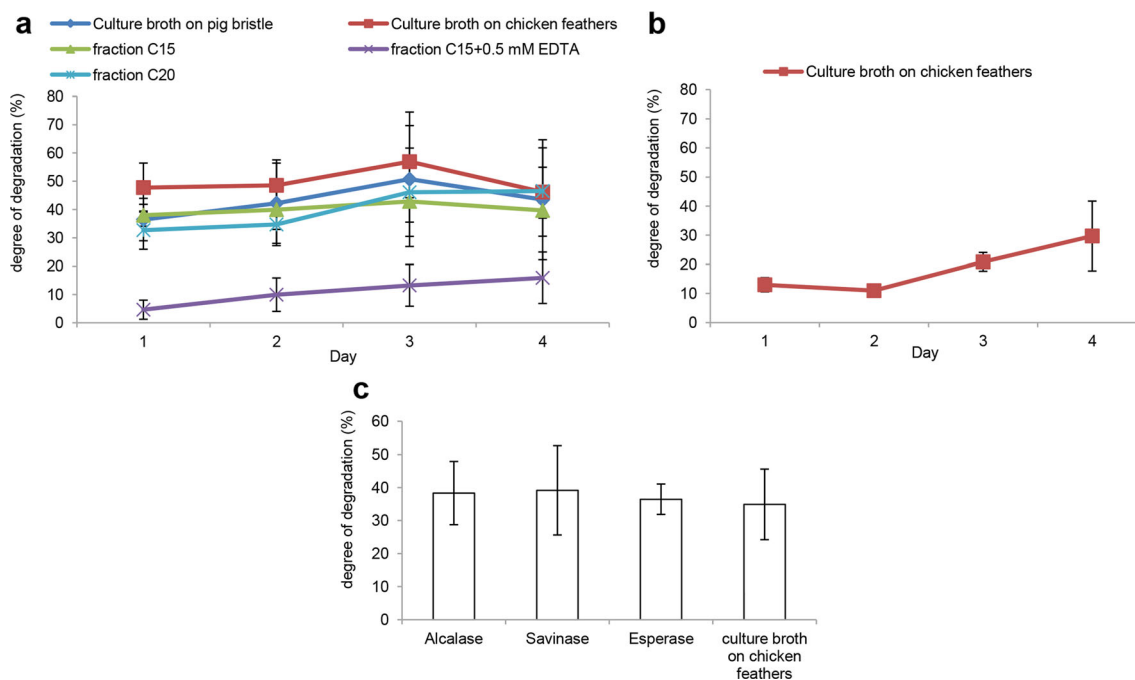 a
Culture broth on pig bristle
Culture broth on chicken feathers
fraction C15
fraction C15+0.5 mM EDTA
fraction C20
degree of degradation (%)
80
70
60
50
40
30
20
10
0
1
2
3
4
Day
b
Culture broth on chicken feathers
degree of degradation (%)
80
70
60
50
40
30
20
10
0
1
2
3
4
Day
c
degree of degradation (%)
60
50
40
30
20
10
0
Alcalase
Savinase
Esperase
culture broth
on chicken
feathers